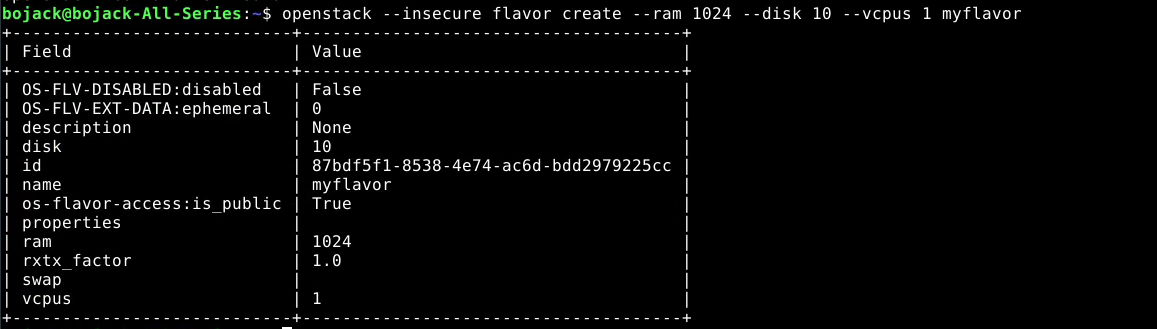 bojack@bojack-All-Series:~$ openstack --insecure flavor create --ram 1024 --disk 10 --vcpus 1 myflavor
+----------------------------+--------------------------------------+
| Field                      | Value                                |
+----------------------------+--------------------------------------+
| OS-FLV-DISABLED:disabled   | False                                |
| OS-FLV-EXT-DATA:ephemeral  | 0                                    |
| description                | None                                 |
| disk                       | 10                                   |
| id                         | 87bdf5f1-8538-4e74-ac6d-bdd2979225cc |
| name                       | myflavor                             |
| os-flavor-access:is_public | True                                 |
| properties                 |                                      |
| ram                        | 1024                                 |
| rxtx_factor                | 1.0                                  |
| swap                       |                                      |
| vcpus                      | 1                                    |
+----------------------------+--------------------------------------+